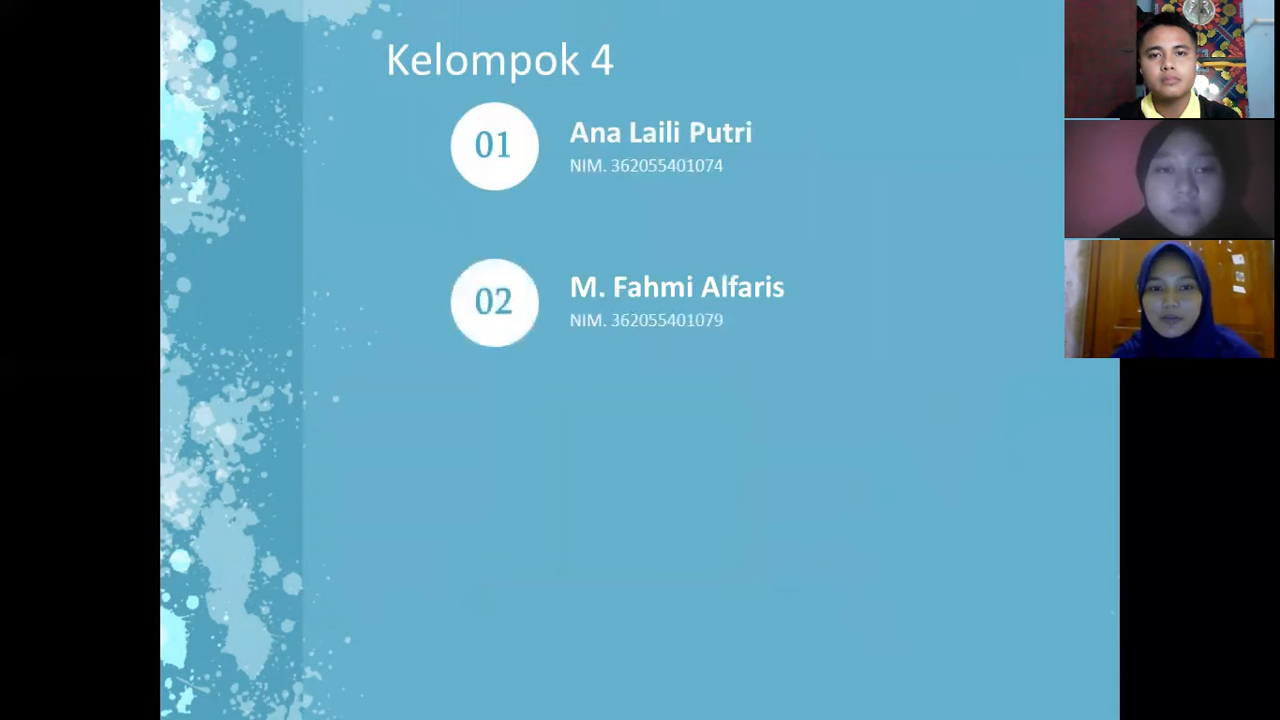 Kelompok 4
01
Ana Laili Putri
NIM. 362055401074
02
M. Fahmi Alfaris
NIM. 362055401079